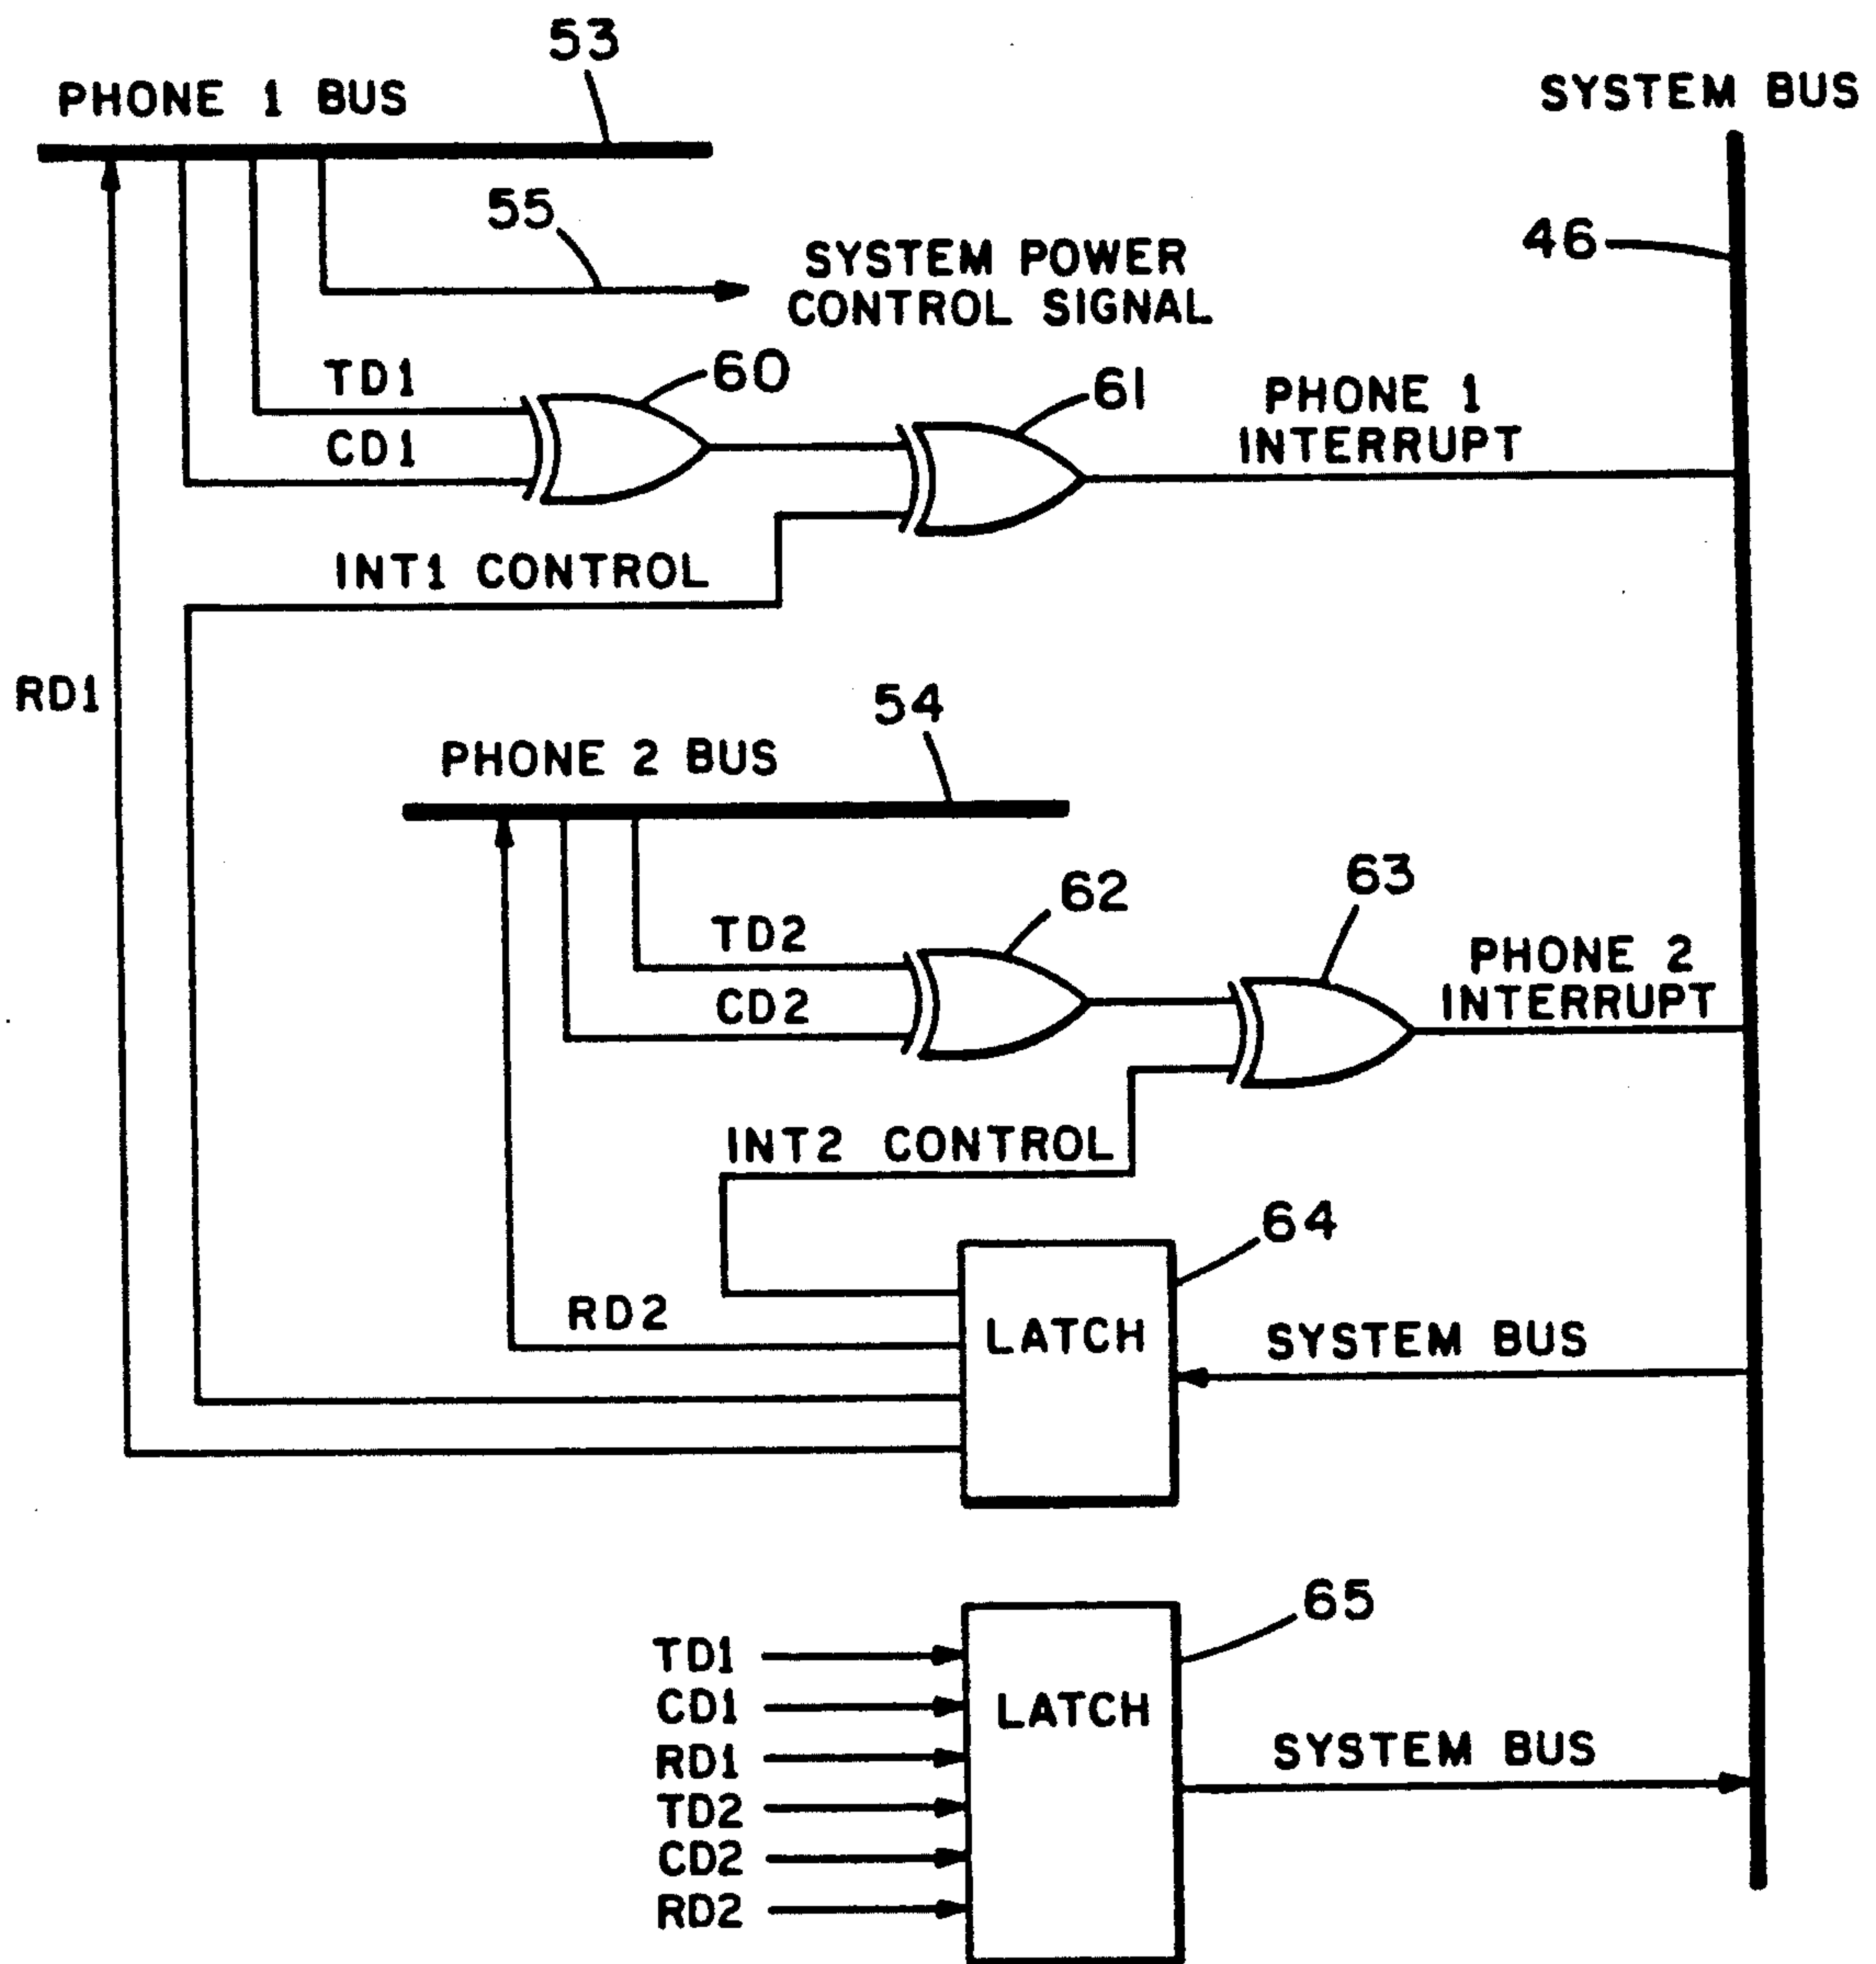 53
PHONE 1 BUS
SYSTEM BUS
55
46
SYSTEM POWER
CONTROL SIGNAL
TD1
60
CD1
61
PHONE 1
INTERRUPT
INT1 CONTROL
RD1
54
PHONE 2 BUS
62
63
TD2
CD2
PHONE 2
INTERRUPT
INT2 CONTROL
64
RD2
LATCH
SYSTEM BUS
65
TD1
CD1
RD1
TD2
CD2
RD2
LATCH
SYSTEM BUS